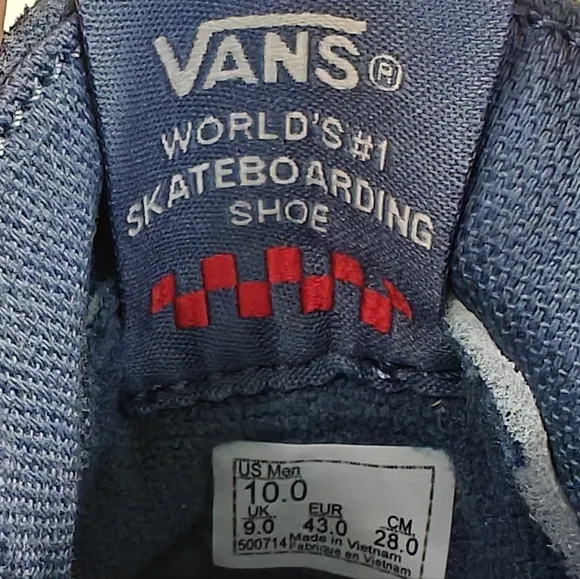 VANS®
WORLD'S #1
SKATEBOARDING
SHOE
US Men
10.0
UK EUR CM
9.0 43.0 28.0
500714 Made in Vietnam
Fabriqué en Vietnam